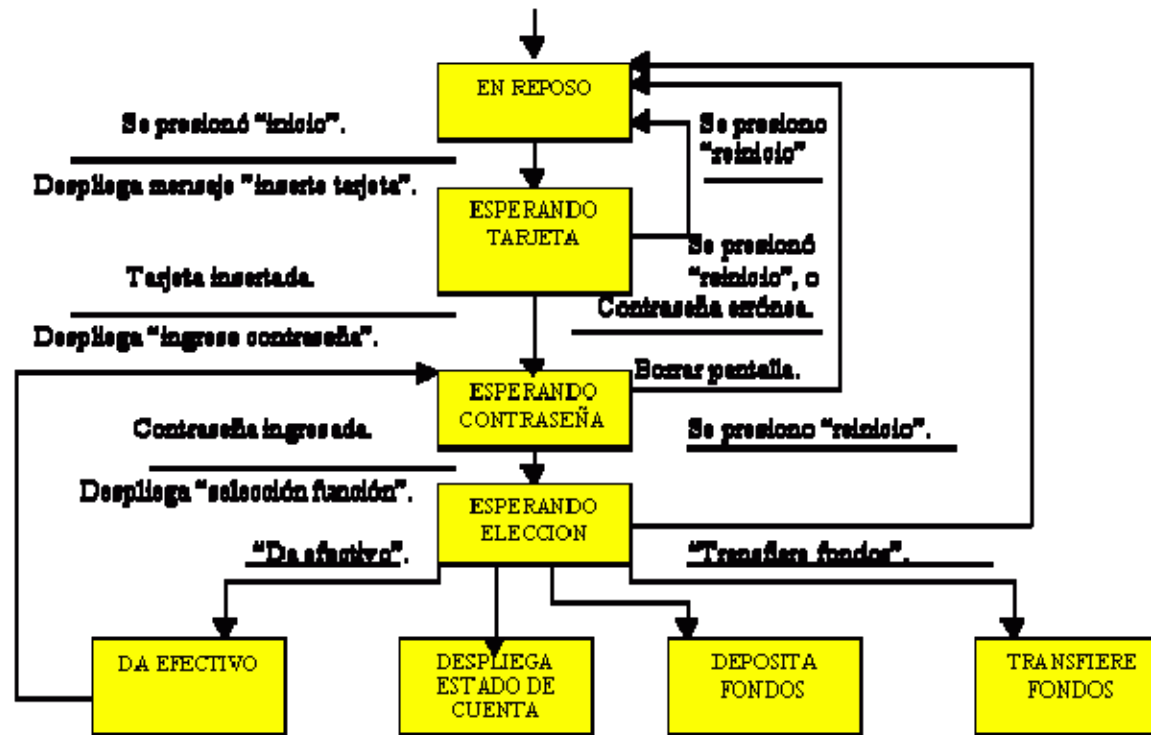 EN REPOSO
Se presionó “inicio”.
Despliega mensaje “inserte tarjeta”.
Se presiono
“reinicio”
ESPERANDO
TARJETA
Tarjeta insertada
Despliega “ingrese contraseña”.
Se presionó
“reinicio”, o
Contraseña errónea.
Borrar pantalla.
ESPERANDO
CONTRASEÑA
Contraseña ingresada
Despliega “selección función”.
Se presiono “reinicio”.
ESPERANDO
ELECCION
“Da efectivo”.
“Transfiere fondos”.
DA EFECTIVO
DESPLIEGA
ESTADO DE
CUENTA
DEPOSITA
FONDOS
TRANSFIERE
FONDOS